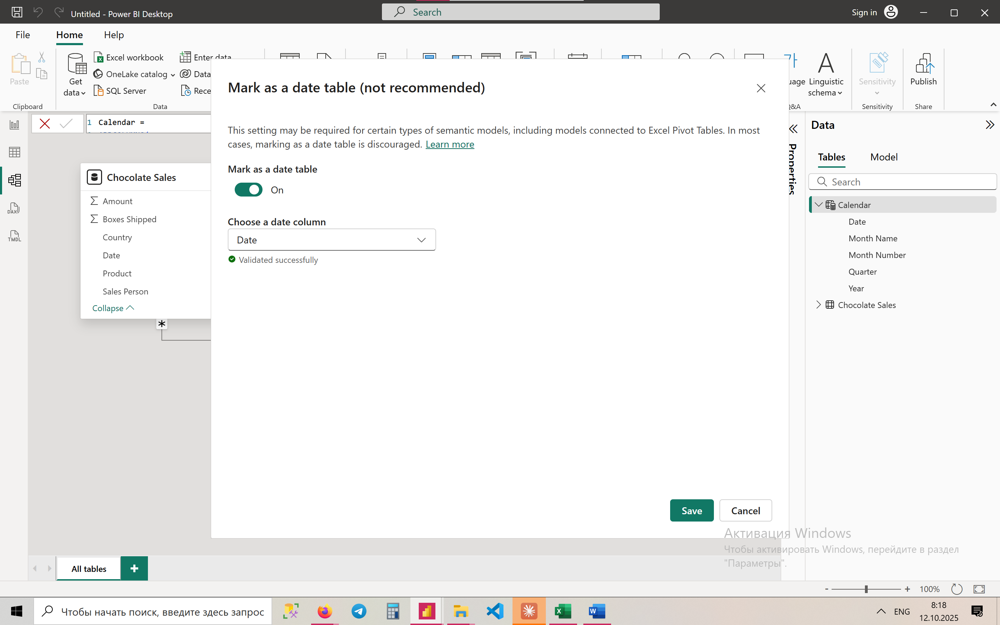 Untitled - Power BI Desktop
Search
Sign in
File
Home
Help
Paste
Get data
Excel workbook
OneLake catalog
SQL Server
Enter data
Linguistic schema
Sensitivity
Publish
Clipboard
Data
Sensitivity
Share
1 Calendar =
Mark as a date table (not recommended)
This setting may be required for certain types of semantic models, including models connected to Excel Pivot Tables. In most
cases, marking as a date table is discouraged. Learn more
Mark as a date table
On
Choose a date column
Date
Validated successfully
Save
Cancel
Chocolate Sales
Amount
Boxes Shipped
Country
Date
Product
Sales Person
Collapse
DAX
TMDL
Properties
Data
Tables
Model
Search
Calendar
Date
Month Name
Month Number
Quarter
Year
Chocolate Sales
Активация Windows
Чтобы активировать Windows, перейдите в раздел
"Параметры".
All tables
- + 100%
Чтобы начать поиск, введите здесь запрос
ENG
8:18
12.10.2025